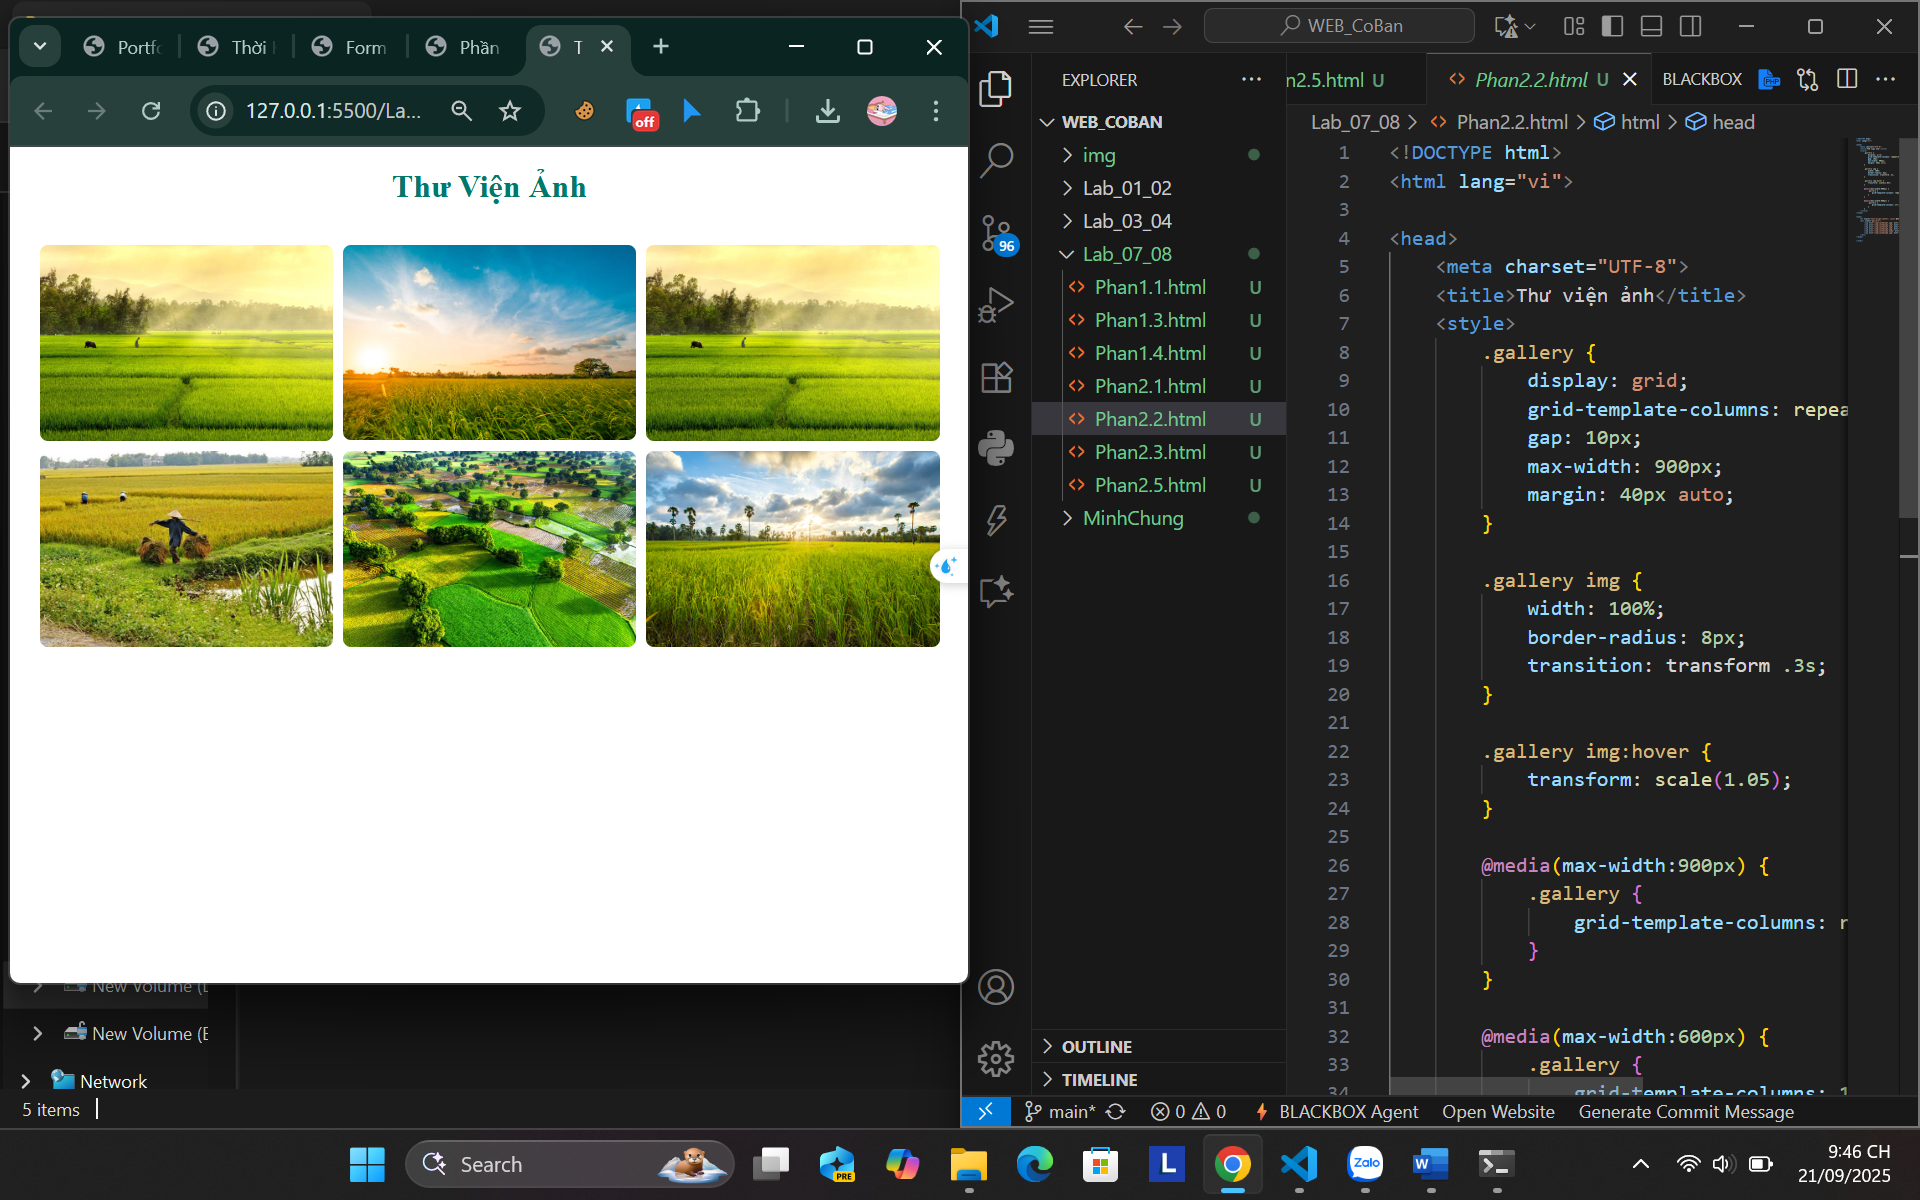 Portfo
Thời
Form
Phần
T
127.0.0.1:5500/La...
off
Thư Viện Ảnh
New Volume (E
Network
5 items
WEB_CoBan
EXPLORER
WEB_COBAN
img
Lab_01_02
Lab_03_04
Lab_07_08
Phan1.1.html U
Phan1.3.html U
Phan1.4.html U
Phan2.1.html U
Phan2.2.html U
Phan2.3.html U
Phan2.5.html U
MinhChung
OUTLINE
TIMELINE
96
n2.5.html U
Phan2.2.html U
BLACKBOX
PHP
Lab_07_08 > Phan2.2.html > html > head
1 <!DOCTYPE html>
2 <html lang="vi">
3
4 <head>
5 <meta charset="UTF-8">
6 <title>Thư viện ảnh</title>
7 <style>
8 .gallery {
9 display: grid;
10 grid-template-columns: repea
11 gap: 10px;
12 max-width: 900px;
13 margin: 40px auto;
14 }
15
16 .gallery img {
17 width: 100%;
18 border-radius: 8px;
19 transition: transform .3s;
20 }
21
22 .gallery img:hover {
23 transform: scale(1.05);
24 }
25
26 @media(max-width:900px) {
27 .gallery {
28 grid-template-columns: r
29 }
30 }
31
32 @media(max-width:600px) {
33 .gallery {
34 grid-template-columns: 1
main* 0 0 BLACKBOX Agent Open Website Generate Commit Message
Search
PRE
L
Zalo
W
9:46 CH
21/09/2025